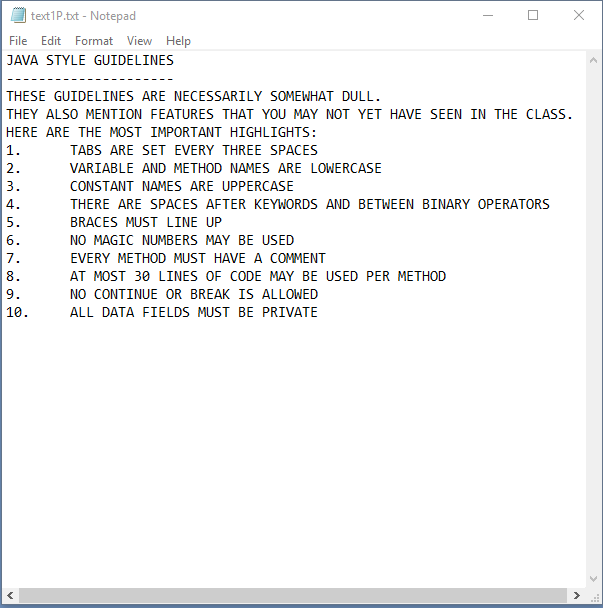 text1P.txt - Notepad
File Edit Format View Help
JAVA STYLE GUIDELINES
---------------------
THESE GUIDELINES ARE NECESSARILY SOMEWHAT DULL.
THEY ALSO MENTION FEATURES THAT YOU MAY NOT YET HAVE SEEN IN THE CLASS.
HERE ARE THE MOST IMPORTANT HIGHLIGHTS:
1. TABS ARE SET EVERY THREE SPACES
2. VARIABLE AND METHOD NAMES ARE LOWERCASE
3. CONSTANT NAMES ARE UPPERCASE
4. THERE ARE SPACES AFTER KEYWORDS AND BETWEEN BINARY OPERATORS
5. BRACES MUST LINE UP
6. NO MAGIC NUMBERS MAY BE USED
7. EVERY METHOD MUST HAVE A COMMENT
8. AT MOST 30 LINES OF CODE MAY BE USED PER METHOD
9. NO CONTINUE OR BREAK IS ALLOWED
10. ALL DATA FIELDS MUST BE PRIVATE